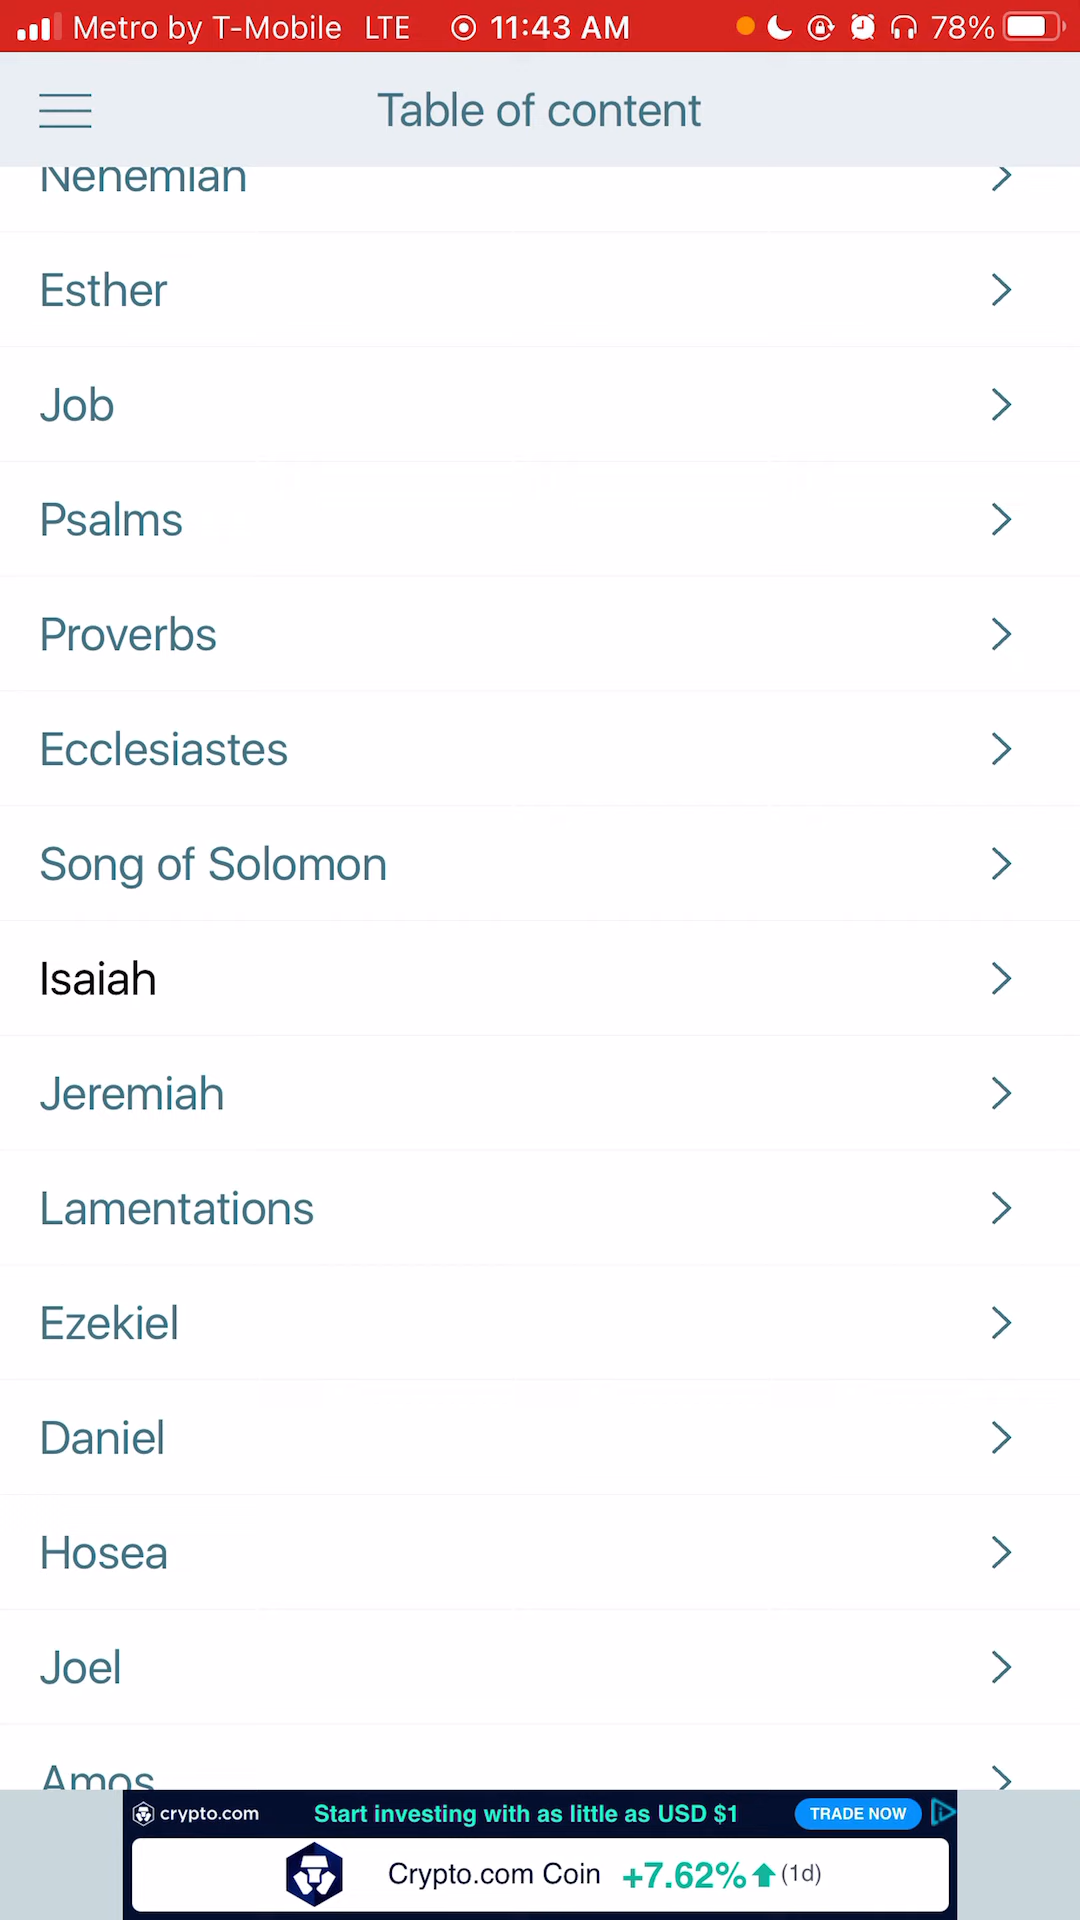 Metro by T-Mobile LTE 11:43 AM 78%
Table of content
Nehemiah
Esther
Job
Psalms
Proverbs
Ecclesiastes
Song of Solomon
Isaiah
Jeremiah
Lamentations
Ezekiel
Daniel
Hosea
Joel
Amos
crypto.com Start investing with as little as USD $1 TRADE NOW
Crypto.com Coin +7.62% (1d)